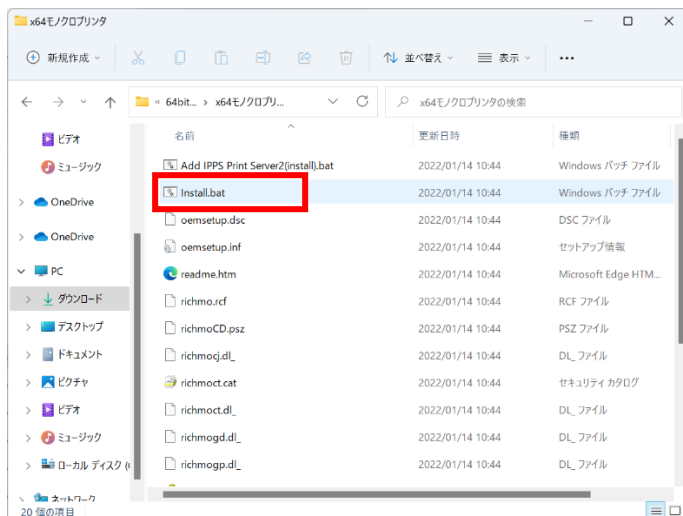 x64モノクロプリンタ
新規作成
並べ替え
表示
« 64bit... › x64モノクロプリ...
x64モノクロプリンタの検索
名前 更新日時 種類
ビデオ
ミュージック
OneDrive
OneDrive
PC
ダウンロード
デスクトップ
ドキュメント
ピクチャ
ビデオ
ミュージック
ローカル ディスク (
ネットワーク
Add IPPS Print Server2(install).bat 2022/01/14 10:44 Windows バッチ ファイル
Install.bat 2022/01/14 10:44 Windows バッチ ファイル
oemsetup.dsc 2022/01/14 10:44 DSC ファイル
oemsetup.inf 2022/01/14 10:44 セットアップ情報
readme.htm 2022/01/14 10:44 Microsoft Edge HTM...
richmo.rcf 2022/01/14 10:44 RCF ファイル
richmoCD.psz 2022/01/14 10:44 PSZ ファイル
richmocj.dl_ 2022/01/14 10:44 DL_ ファイル
richmoct.cat 2022/01/14 10:44 セキュリティ カタログ
richmoct.dl_ 2022/01/14 10:44 DL_ ファイル
richmogd.dl_ 2022/01/14 10:44 DL_ ファイル
richmogp.dl_ 2022/01/14 10:44 DL_ ファイル
20 個の項目